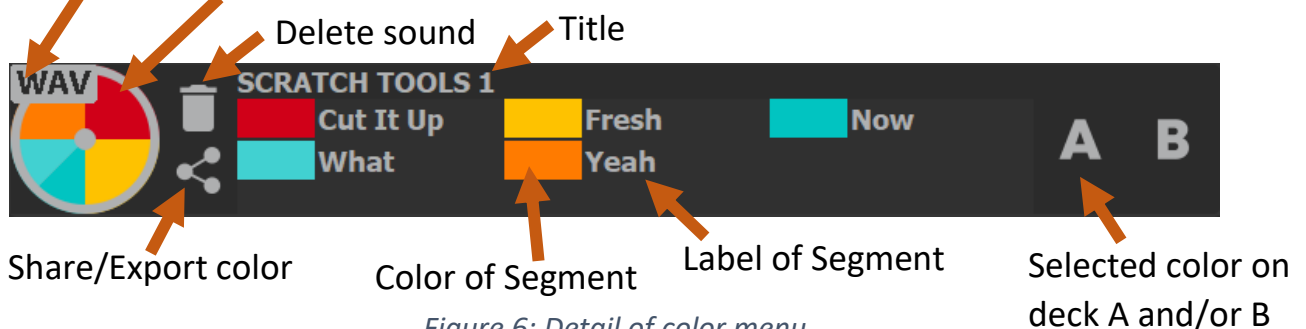 Delete sound
Title
WAV
SCRATCH TOOLS 1
Cut It Up
Fresh
Now
What
Yeah
A
B
Share/Export color
Color of Segment
Label of Segment
Selected color on
deck A and/or B
Figure 6: Detail of color menu